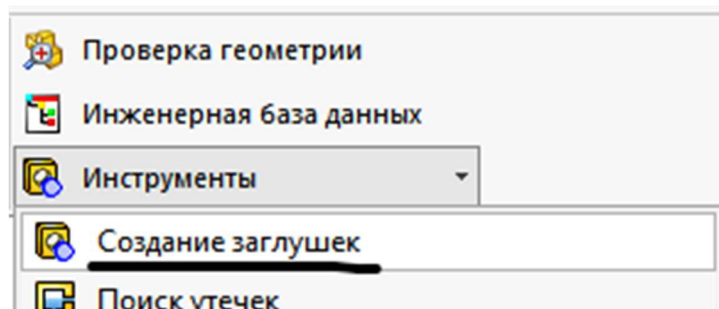 Проверка геометрии
Инженерная база данных
Инструменты
Создание заглушек
Поиск утечек